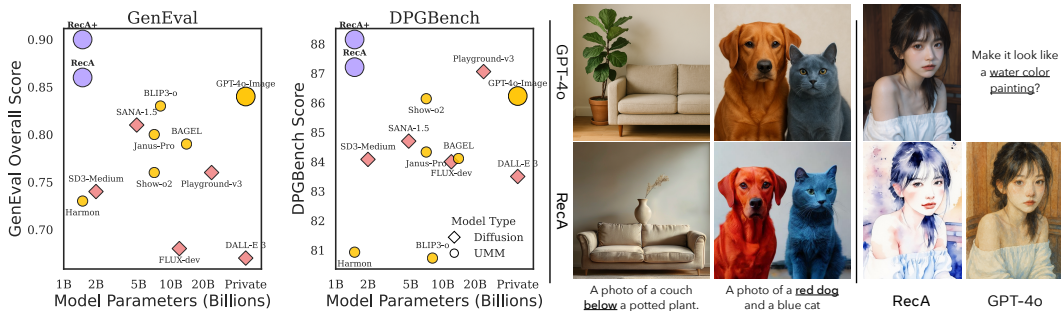 GenEval
GenEval Overall Score
0.90
0.85
0.80
0.75
0.70
RecA+
RecA
GPT-4o-Image
BLIP3-o
SANA-1.5
Janus-Pro
BAGEL
SD3-Medium
Show-o2
Playground-v3
Harmon
FLUX-dev
DALL-E 3
1B 2B 5B 10B 20B Private
Model Parameters (Billions)
DPGBench
DPGBench Score
88
87
86
85
84
83
82
81
RecA+
RecA
Playground-v3
GPT-4o-Image
Show-o2
SANA-1.5
SD3-Medium
Janus-Pro
BAGEL
FLUX-dev
DALL-E 3
Harmon
BLIP3-o
Model Type
Diffusion
UMM
1B 2B 5B 10B 20B Private
Model Parameters (Billions)
GPT-4o
RecA
A photo of a couch
below a potted plant.
A photo of a red dog
and a blue cat
Make it look like
a water color
painting?
RecA
GPT-4o